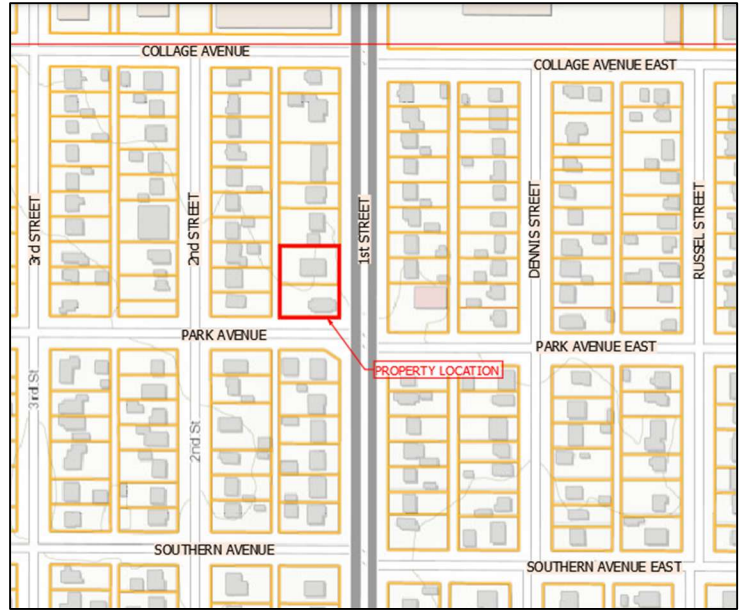 COLLAGE AVENUE
COLLAGE AVENUE EAST
3rd STREET
2nd STREET
1st STREET
DENNIS STREET
RUSSEL STREET
PARK AVENUE
PARK AVENUE EAST
PROPERTY LOCATION
3rd St
2nd St
SOUTHERN AVENUE
SOUTHERN AVENUE EAST